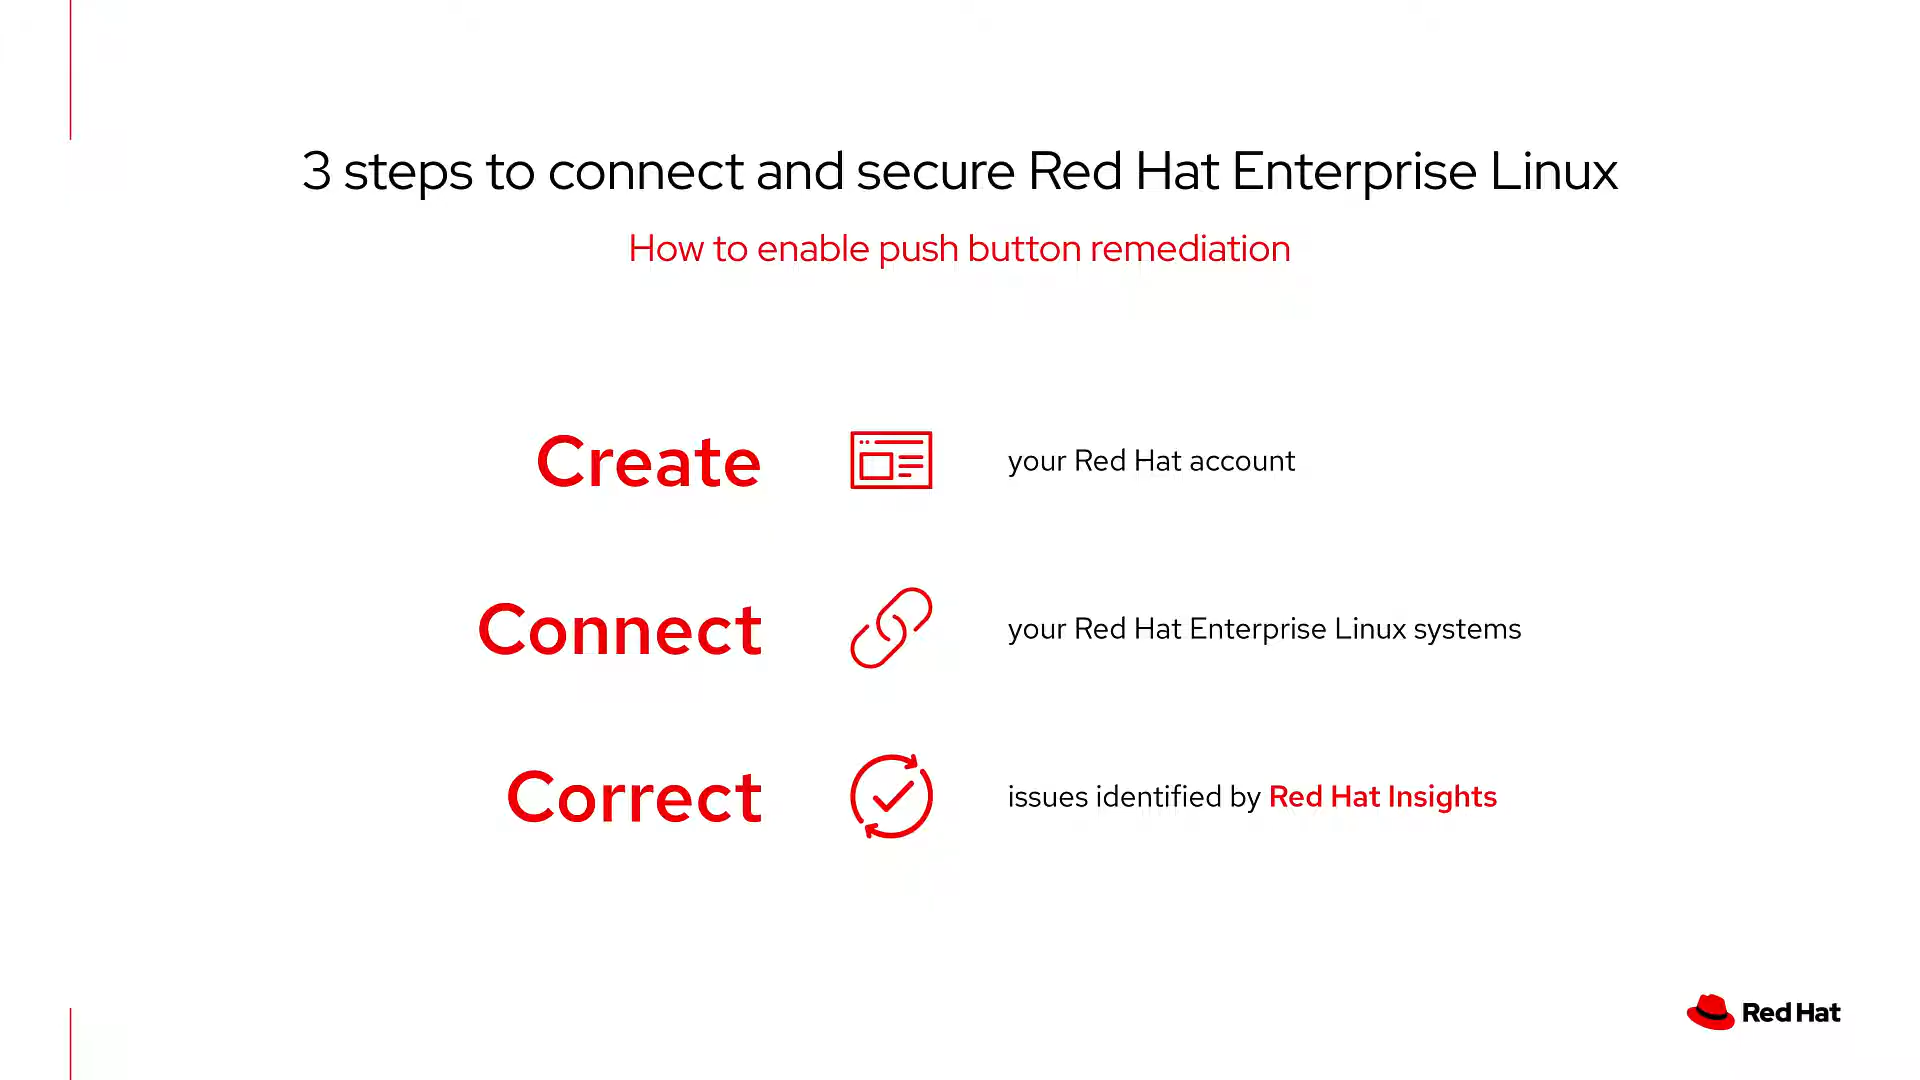 3 steps to connect and secure Red Hat Enterprise Linux
How to enable push button remediation
Create your Red Hat account
Connect your Red Hat Enterprise Linux systems
Correct issues identified by Red Hat Insights
Red Hat